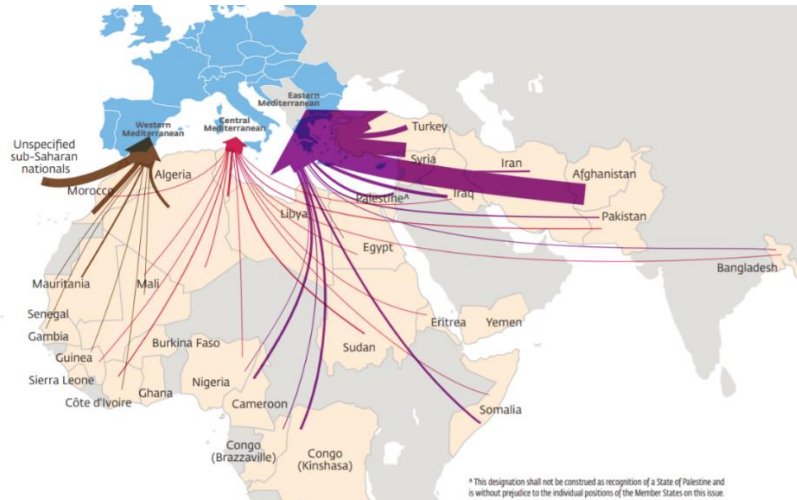 Eastern
Mediterranean
Western
Mediterranean
Central
Mediterranean
Turkey
Unspecified
sub-Saharan
nationals
Algeria
Syria
Iran
Afghanistan
Morocco
Palestine^
Iraq
Libya
Pakistan
Egypt
Bangladesh
Mauritania
Mali
Senegal
Gambia
Eritrea
Yemen
Burkina Faso
Sudan
Guinea
Sierra Leone
Nigeria
Ghana
Côte d'Ivoire
Cameroon
Somalia
Congo
(Brazzaville)
Congo
(Kinshasa)
^ This designation shall not be construed as recognition of a State of Palestine and
is without prejudice to the individual positions of the Member States on this issue.